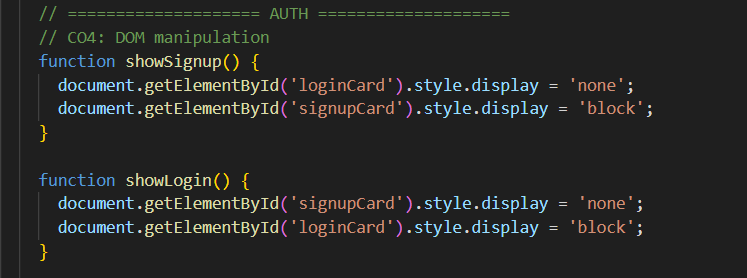 // ==================== AUTH ====================
// CO4: DOM manipulation
function showSignup() {
  document.getElementById('loginCard').style.display = 'none';
  document.getElementById('signupCard').style.display = 'block';
}

function showLogin() {
  document.getElementById('signupCard').style.display = 'none';
  document.getElementById('loginCard').style.display = 'block';
}